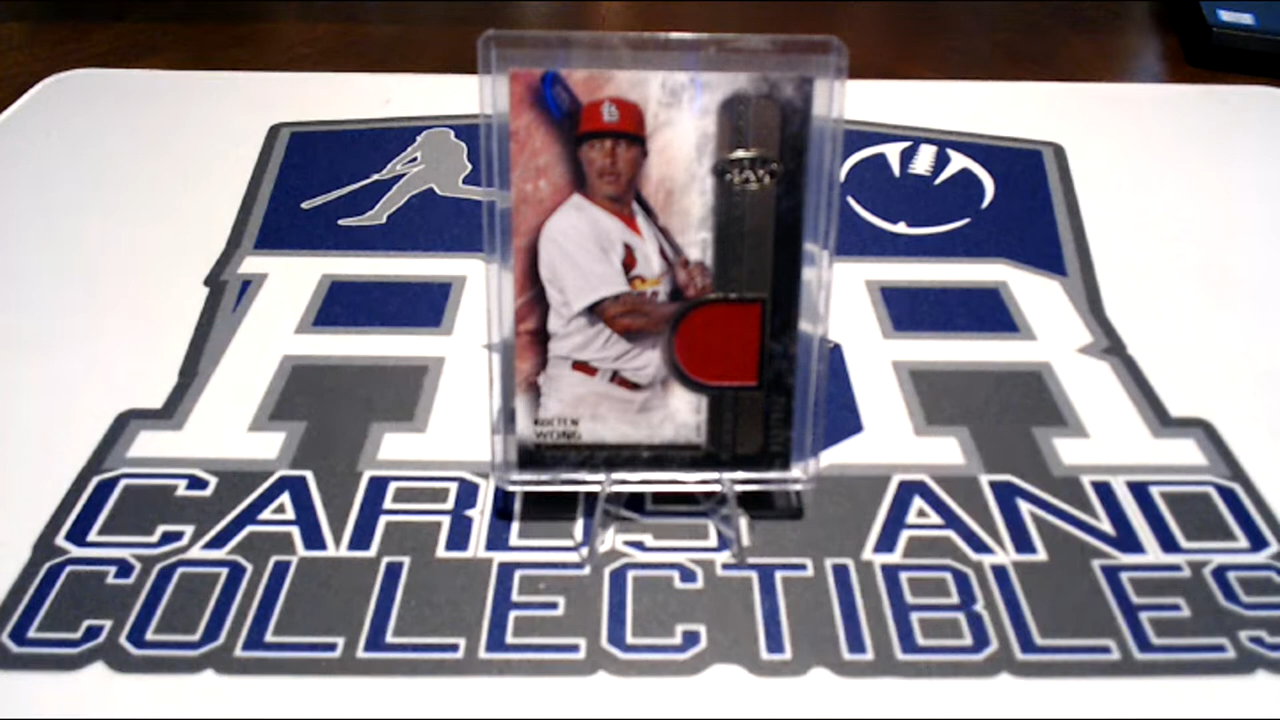 KOLTEN
WONG
A R
CARDS AND
COLLECTIBLES